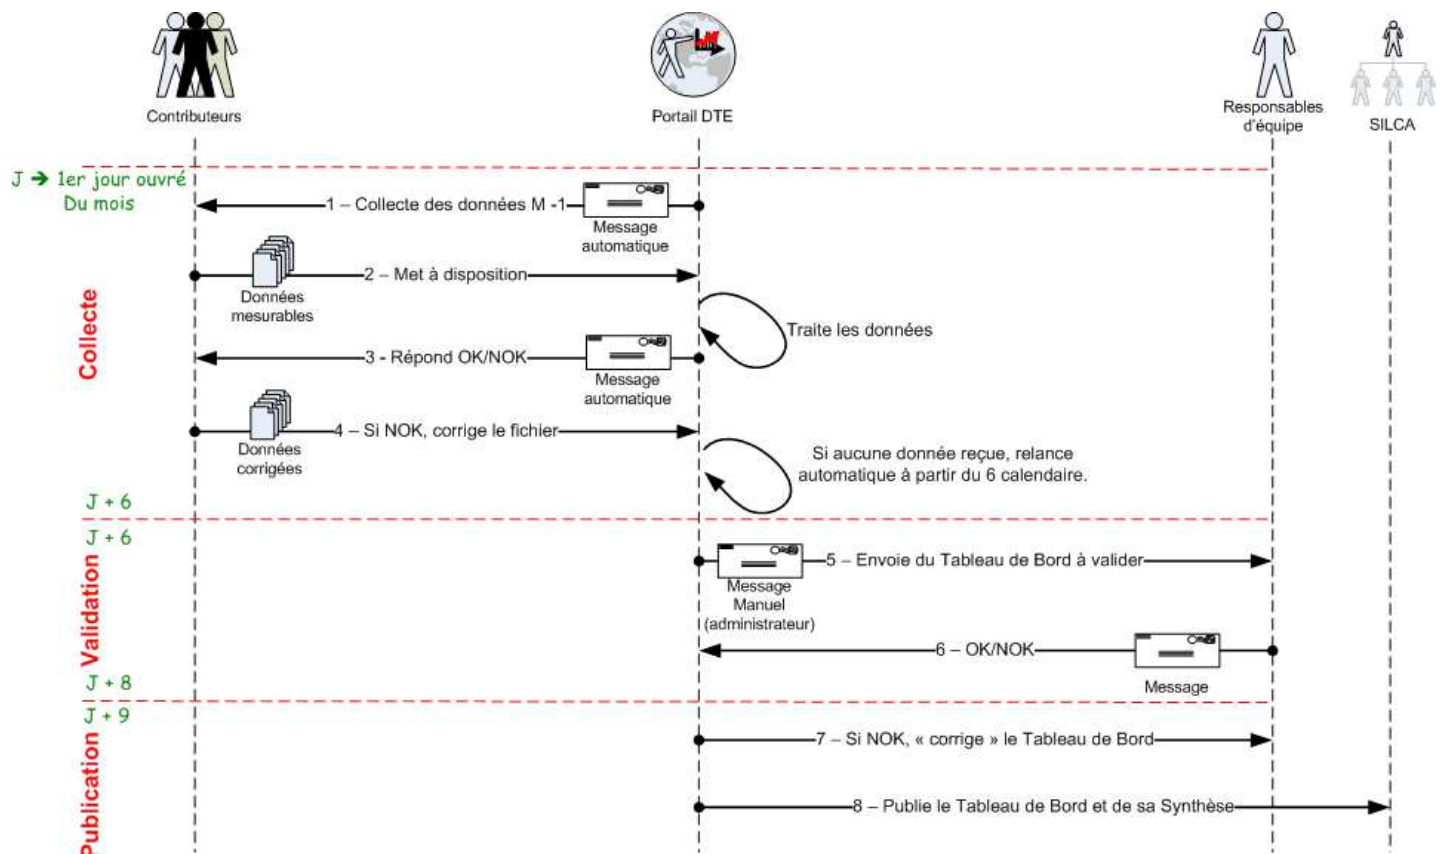 Contributeurs
Portail DTE
Responsables
d'équipe
SILCA
J ➔ 1er jour ouvré
Du mois
1 – Collecte des données M -1
Message
automatique
2 – Met à disposition
Données
mesurables
Traite les données
Collecte
3 - Répond OK/NOK
Message
automatique
4 – Si NOK, corrige le fichier
Données
corrigées
Si aucune donnée reçue, relance
automatique à partir du 6 calendaire.
J + 6
J + 6
Validation
5 – Envoie du Tableau de Bord à valider
Message
Manuel
(administrateur)
6 – OK/NOK
Message
J + 8
J + 9
Publication
7 – Si NOK, « corrige » le Tableau de Bord
8 – Publie le Tableau de Bord et de sa Synthèse